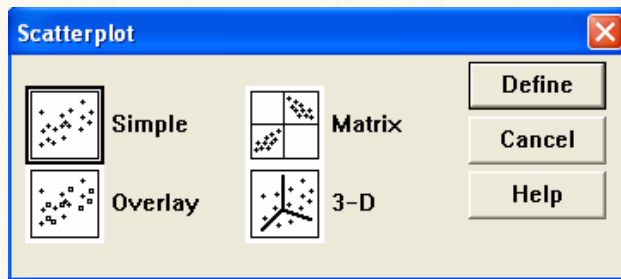 Scatterplot
Simple
Matrix
Overlay
3-D
Define
Cancel
Help